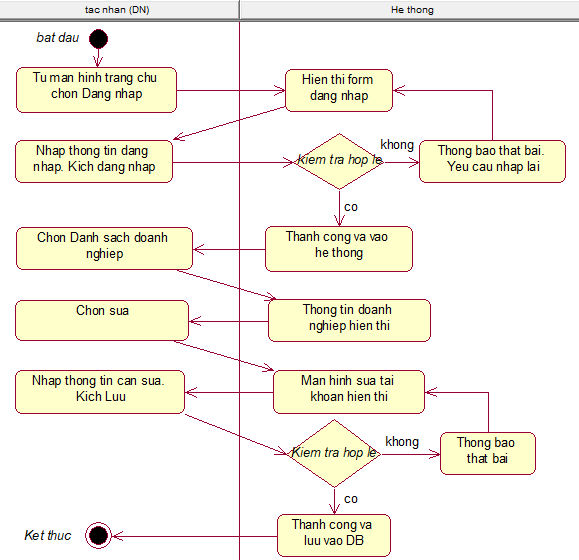 tac nhan (DN)
He thong
bat dau
Tu man hinh trang chu
chon Dang nhap
Hien thi form
dang nhap
Nhap thong tin dang
nhap. Kich dang nhap
Kiem tra hop le
khong
Thong bao that bai.
Yeu cau nhap lai
co
Thanh cong va vao
he thong
Chon Danh sach doanh
nghiep
Thong tin doanh
nghiep hien thi
Chon sua
Man hinh sua tai
khoan hien thi
Nhap thong tin can sua.
Kich Luu
Kiem tra hop le
khong
Thong bao
that bai
co
Thanh cong va
luu vao DB
Ket thuc